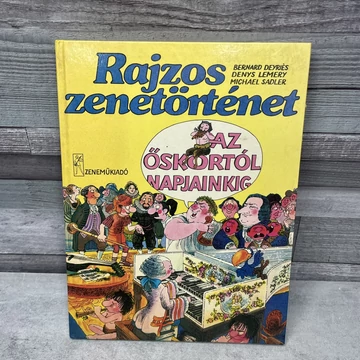 BERNARD DEYRIÈS
DENYS LEMERY
MICHAEL SADLER
Rajzos
zenetörténet
AZ
ŐSKORTÓL
NAPJAINKIG
ZENEMŰKIADÓ